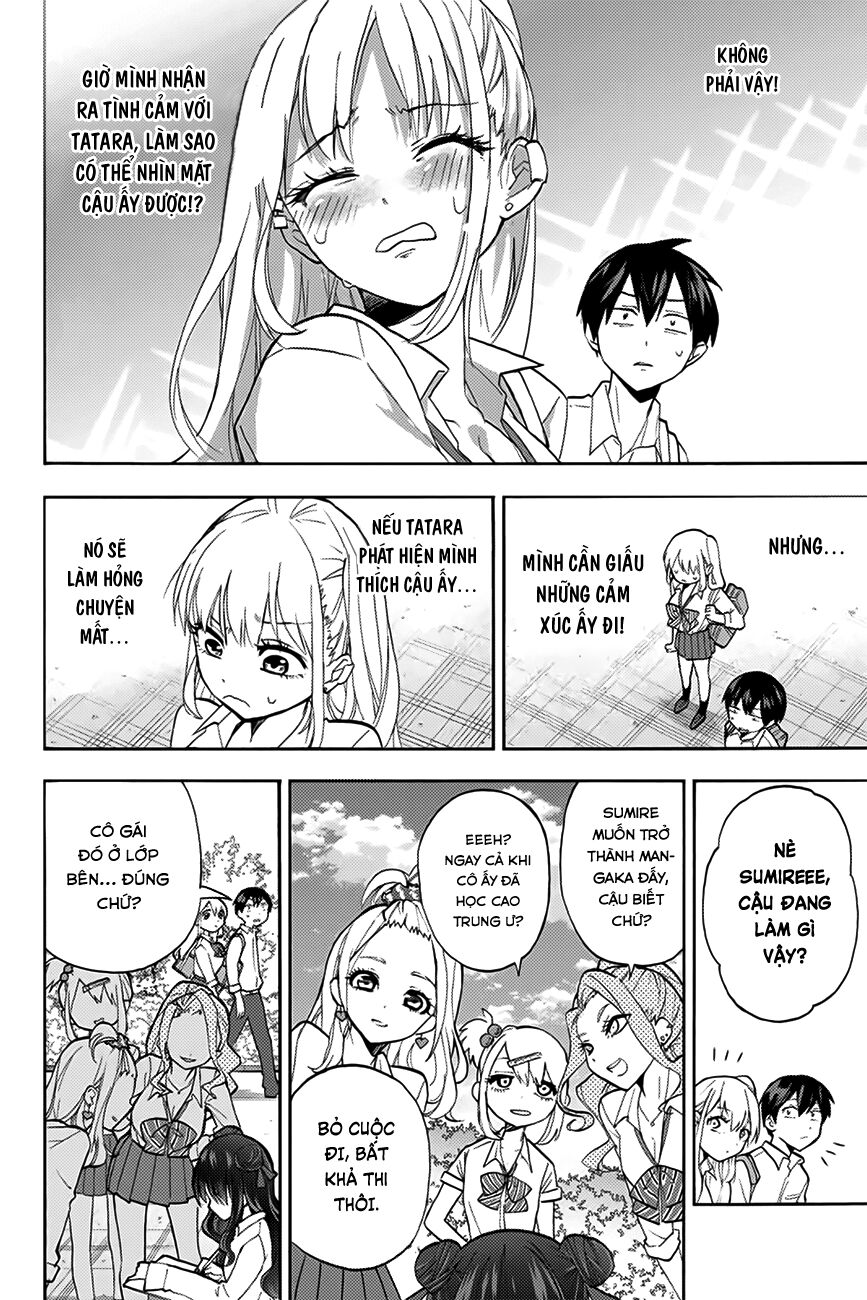 KHÔNG
PHẢI VẬY!
GIỜ MÌNH NHẬN
RA TÌNH CẢM VỚI
TATARA, LÀM SAO
CÓ THỂ NHÌN MẶT
CẬU ẤY ĐƯỢC!?
NHƯNG...
MÌNH CẦN GIẤU
NHỮNG CẢM
XÚC ẤY ĐI!
NẾU TATARA
PHÁT HIỆN MÌNH
THÍCH CẬU ẤY...
NÓ SẼ
LÀM HỎNG
CHUYỆN
MẤT...
NÈ
SUMIREEE,
CẬU ĐANG
LÀM GÌ
VẬY?
SUMIRE
MUỐN TRỞ
THÀNH MAN-
GAKA ĐẤY,
CẬU BIẾT
CHỨ?
EEEH?
NGAY CẢ KHI
CÔ ẤY ĐÃ
HỌC CAO
TRUNG Ư?
BỎ CUỘC
ĐI, BẤT
KHẢ THI
THÔI.
CÔ GÁI
ĐÓ Ở LỚP
BÊN... ĐÚNG
CHỨ?